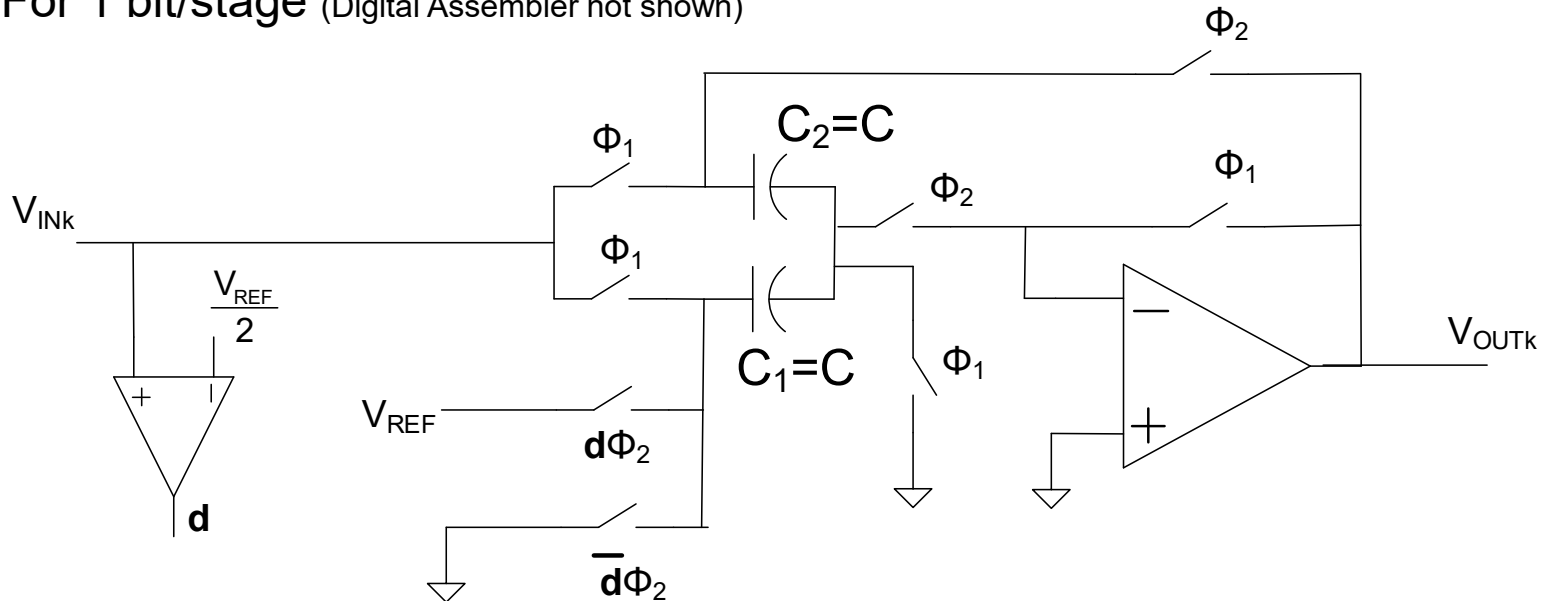 For 1 bit/stage (Digital Assembler not shown)
Φ2
C2=C
Φ1
Φ1
Φ2
VINk
Φ1
VREF
2
VOUTk
C1=C
Φ1
+
−
−
VREF
+
dΦ2
d
d̅Φ2